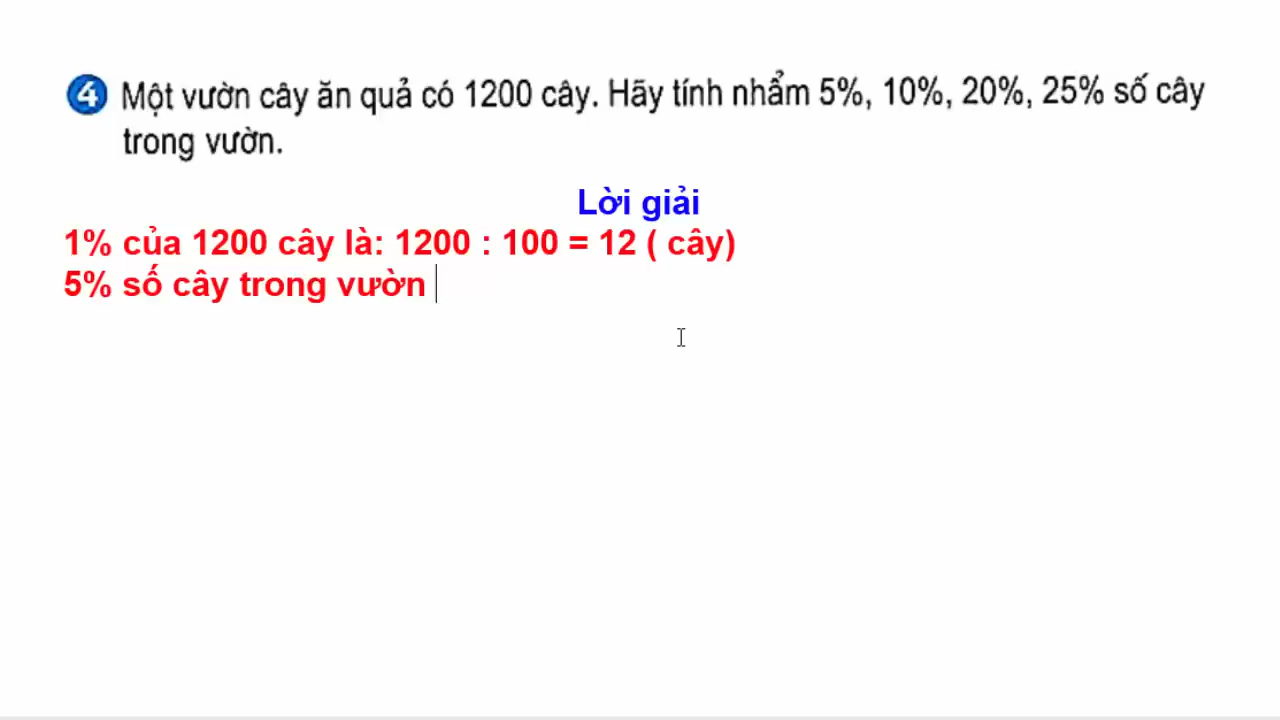 4 Một vườn cây ăn quả có 1200 cây. Hãy tính nhẩm 5%, 10%, 20%, 25% số cây
trong vườn.
Lời giải
1% của 1200 cây là: 1200 : 100 = 12 ( cây)
5% số cây trong vườn